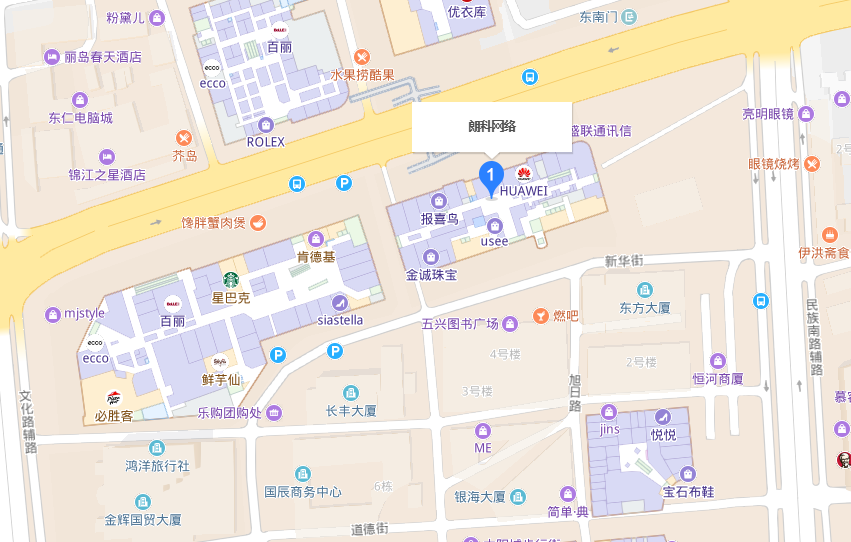 粉黛儿
优衣库
东南门
百丽
丽岛春天酒店
ecco
水果捞酷果
东仁电脑城
亮明眼镜
朗科网络
盛联通讯信
ROLEX
芥岛
2号
锦江之星酒店
眼镜烧烤
1
HUAWEI
报喜鸟
馋胖蟹肉煲
usee
肯德基
伊洪斋食
新华街
金诚珠宝
星巴克
东方大厦
mjstyle
百丽
siastella
五兴图书广场
燃吧
民族南路辅路
ecco
4号楼
2号楼
鲜芋仙
3号楼
恒河商厦
旭日路
文化路辅路
必胜客
乐购团购处
长丰大厦
慕容
jins
悦悦
ME
鸿洋旅行社
KFC
国辰商务中心
6栋
宝石布鞋
银海大厦
简单·典
金辉国贸大厦
道德街